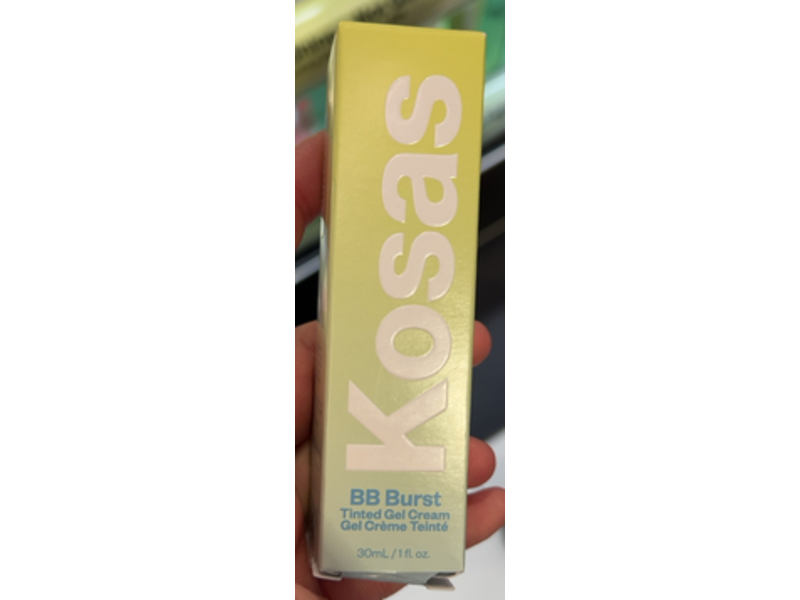 Kosas
BB Burst
Tinted Gel Cream
Gel Crème Teinté
30mL / 1 fl. oz.